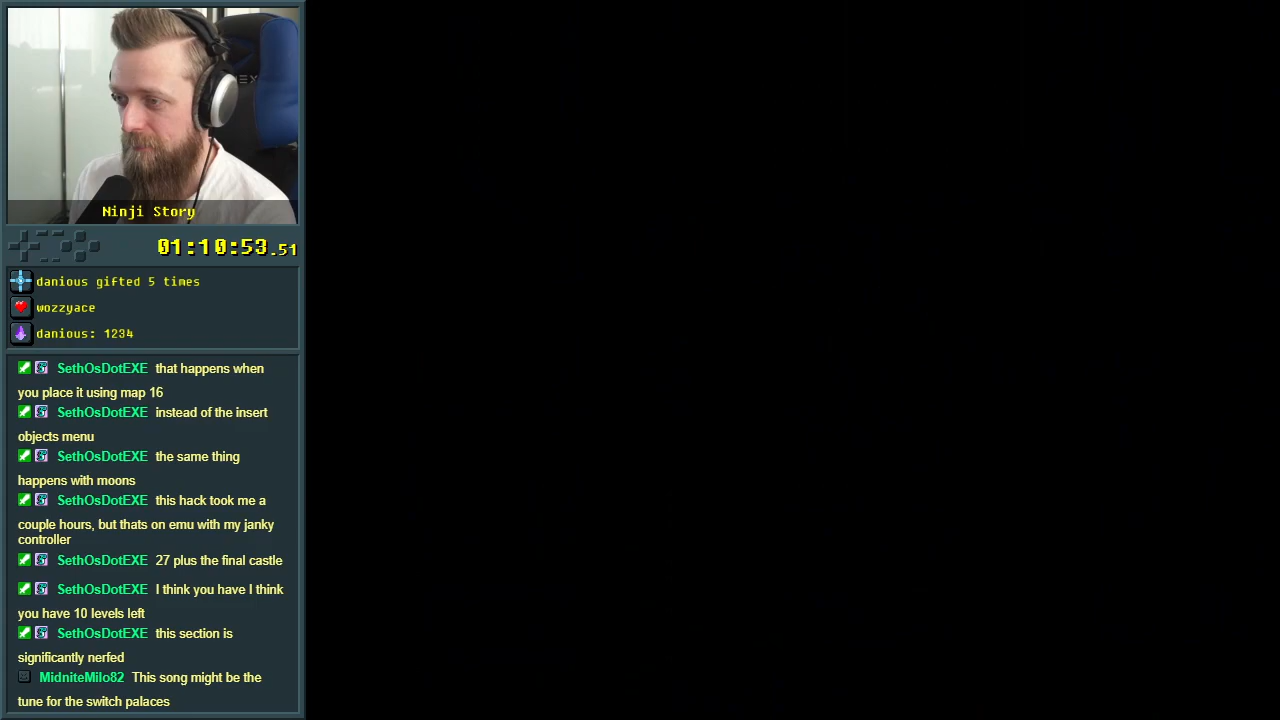 Ninji Story
01:10:53.51
danious gifted 5 times
wozzyace
danious: 1234
SethOsDotEXE that happens when
you place it using map 16
SethOsDotEXE instead of the insert
objects menu
SethOsDotEXE the same thing
happens with moons
SethOsDotEXE this hack took me a
couple hours, but thats on emu with my janky
controller
SethOsDotEXE 27 plus the final castle
SethOsDotEXE I think you have I think
you have 10 levels left
SethOsDotEXE this section is
significantly nerfed
MidniteMilo82 This song might be the
tune for the switch palaces